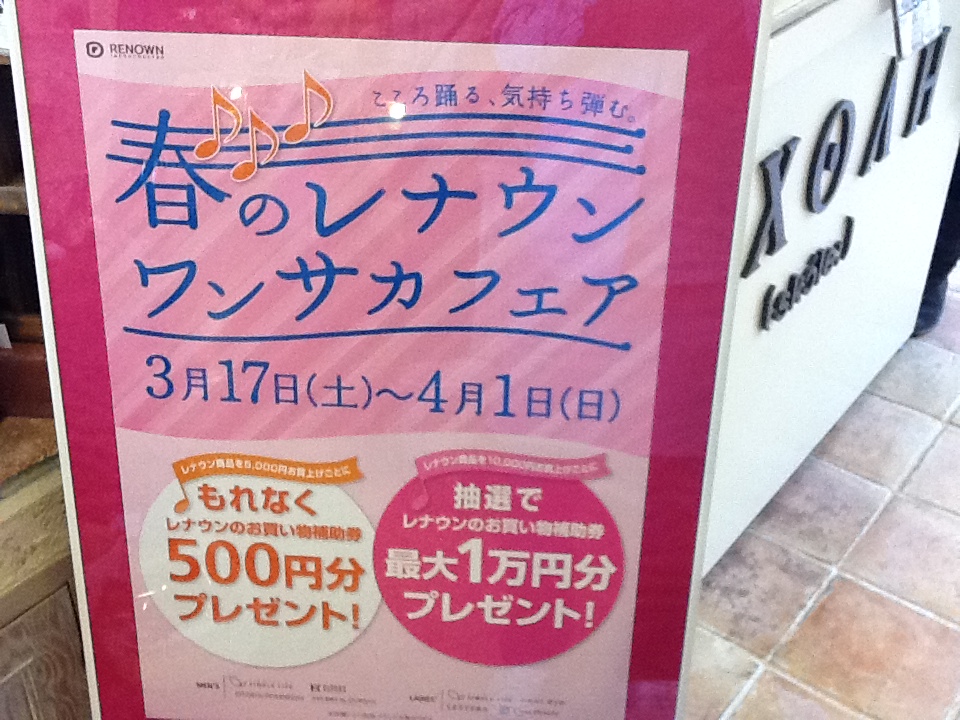 RENOWN
こころ踊る、気持ち弾む。
春のレナウン
ワンサカフェア
3月17日(土)〜4月1日(日)
レナウン商品を5,000円お買上げごとに
もれなく
レナウンのお買い物補助券
500円分
プレゼント!
レナウン商品を10,000円お買上げごとに
抽選で
レナウンのお買い物補助券
最大1万円分
プレゼント!
MEN'S
LADIES'